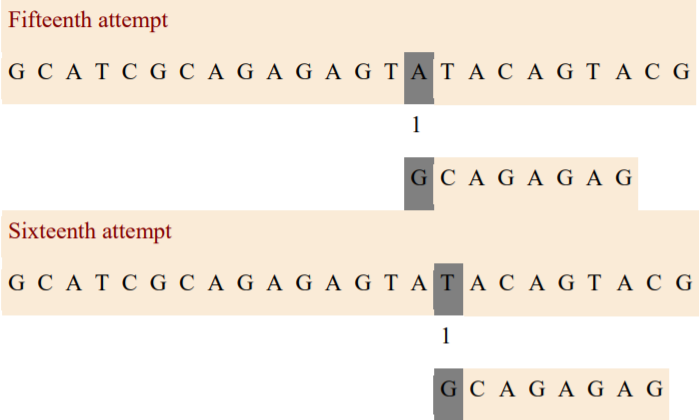 Fifteenth attempt
G C A T C G C A G A G A G T A T A C A G T A C G
1
G C A G A G A G
Sixteenth attempt
G C A T C G C A G A G A G T A T A C A G T A C G
1
G C A G A G A G